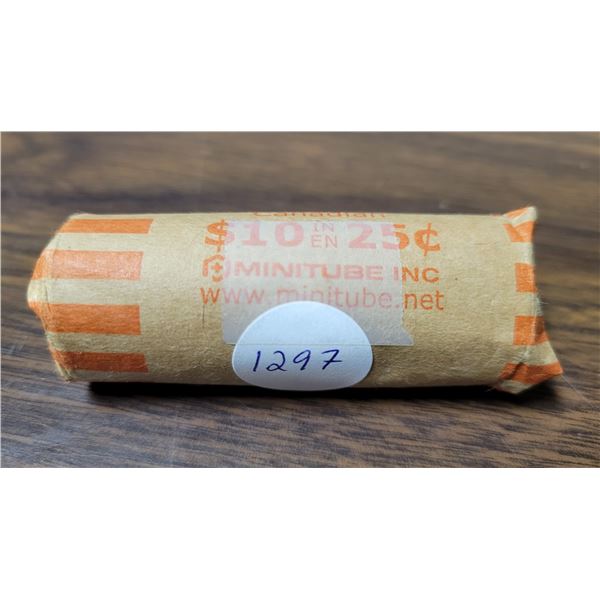 Canadian
$10 IN EN 25¢
MINITUBE INC
www.minitube.net
1297